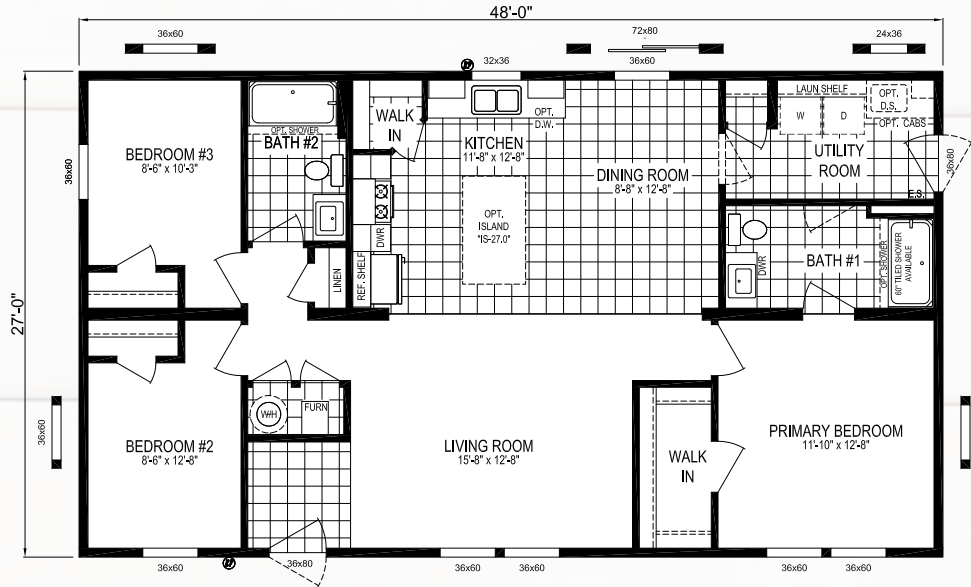 48'-0"
36x60
72x80
24x36
32x36
36x60
27'-0"
36x60
BEDROOM #3
8'-6" x 10'-3"
OPT. SHOWER
BATH #2
WALK
IN
KITCHEN
11'-8" x 12'-8"
OPT.
D.W.
DINING ROOM
8'-8" x 12'-8"
LAUN SHELF
W
H
D
OPT.
D.S.
OPT. CABS
UTILITY
ROOM
36x80
E.S.
OPT.
ISLAND
"IS-27.0"
DWR
REF. SHELF
LINEN
BATH #1
DWR
OPT. SHOWER
60" TILED SHOWER
AVAILABLE
36x60
BEDROOM #2
8'-6" x 12'-8"
W/H
FURN
LIVING ROOM
15'-8" x 12'-8"
WALK
IN
PRIMARY BEDROOM
11'-10" x 12'-8"
36x60
36x60
36x80
36x60
36x60
36x60
36x60